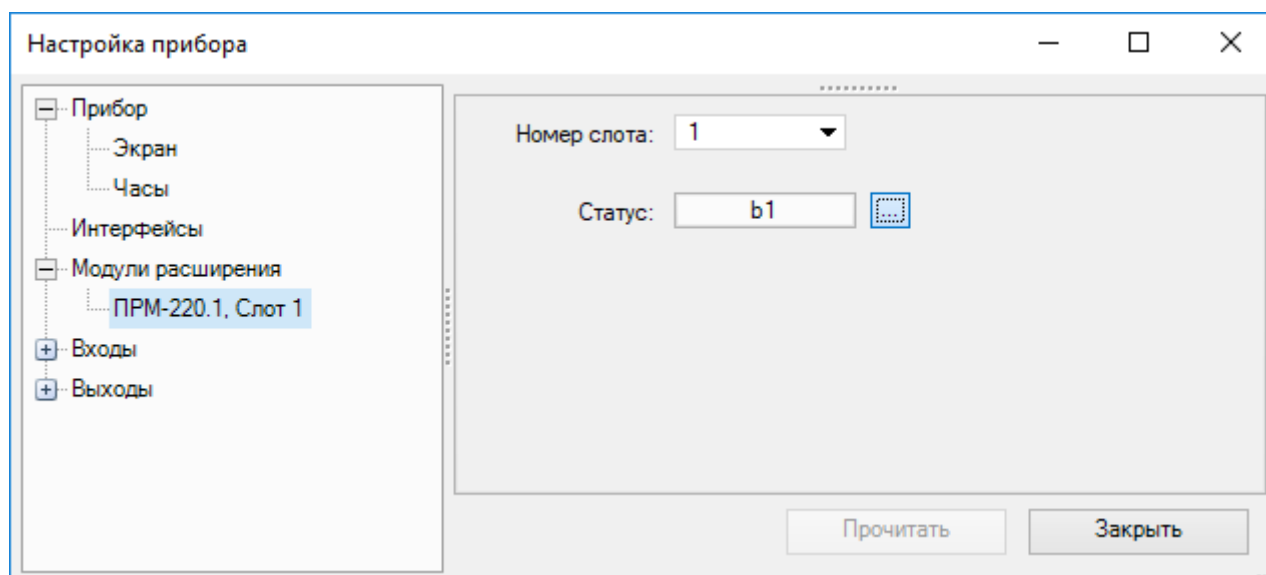 Настройка прибора
Прибор
Экран
Часы
Интерфейсы
Модули расширения
ПРМ-220.1, Слот 1
Входы
Выходы
Номер слота: 1
Статус: b1 ...
Прочитать Закрыть